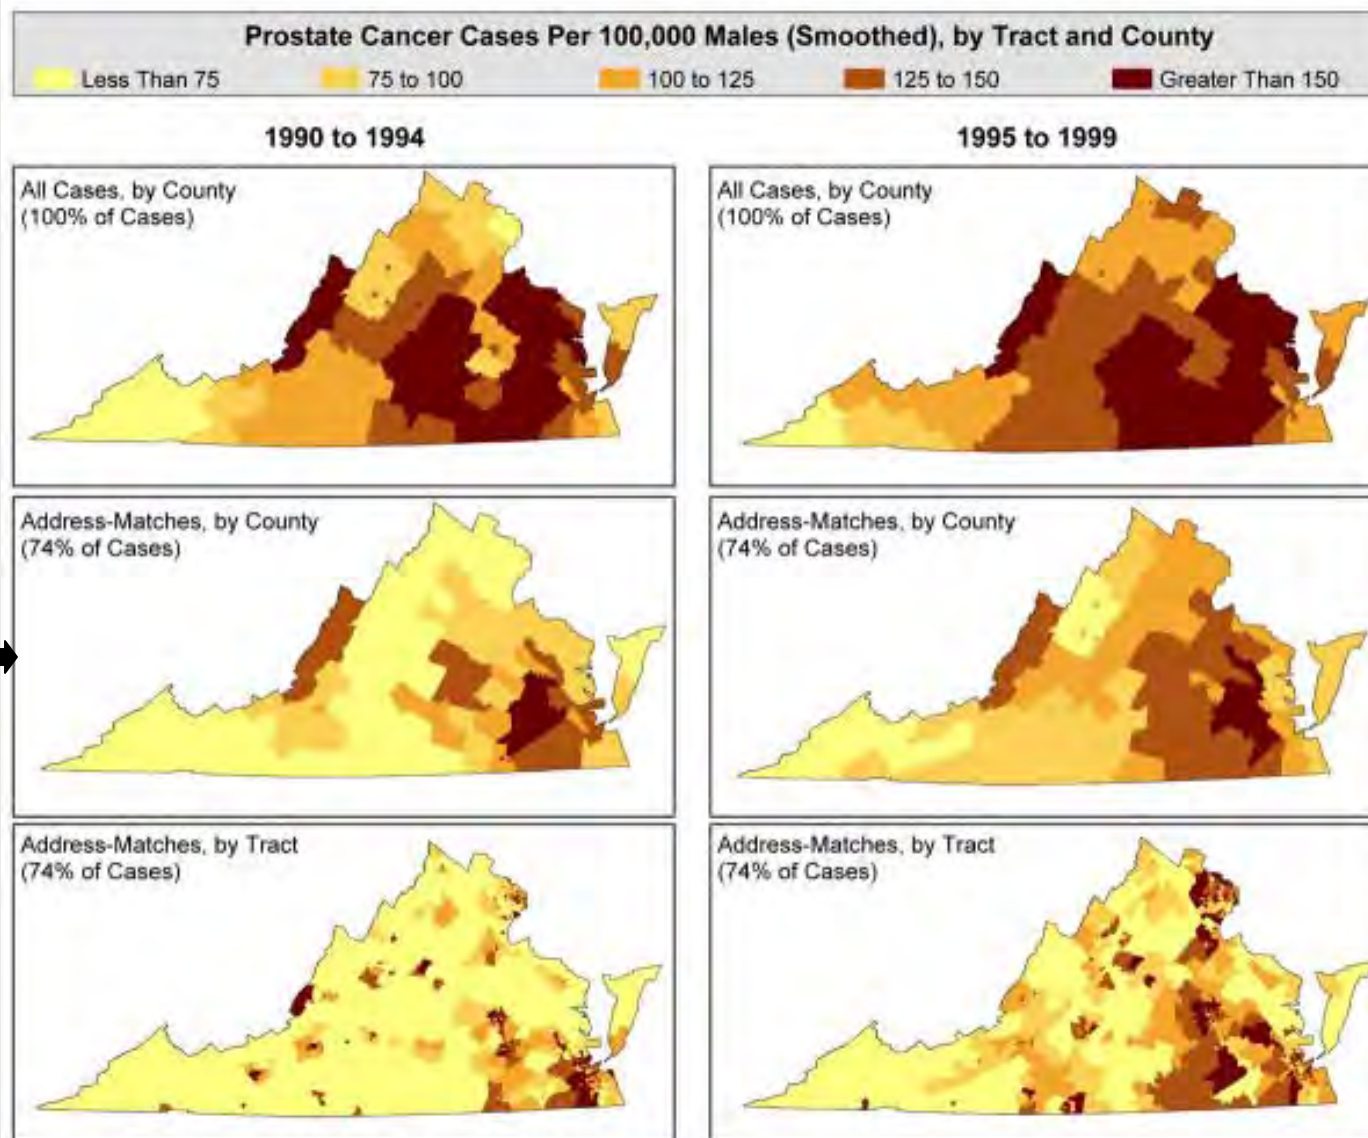 Prostate Cancer Cases Per 100,000 Males (Smoothed), by Tract and County
Less Than 75
75 to 100
100 to 125
125 to 150
Greater Than 150
1990 to 1994
1995 to 1999
All Cases, by County
(100% of Cases)
All Cases, by County
(100% of Cases)
Address-Matches, by County
(74% of Cases)
Address-Matches, by County
(74% of Cases)
Address-Matches, by Tract
(74% of Cases)
Address-Matches, by Tract
(74% of Cases)